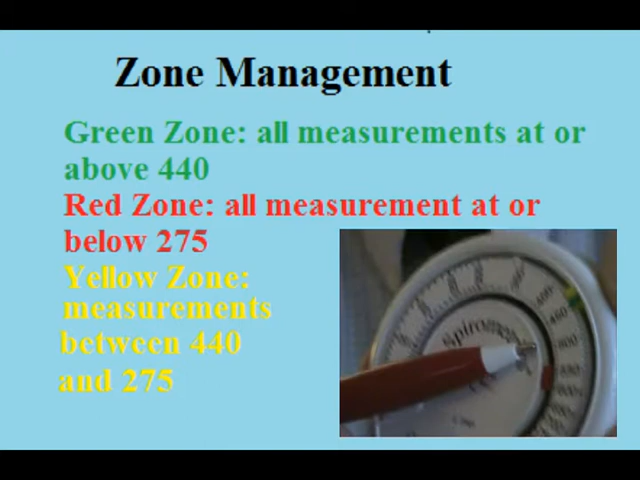 Zone Management
Green Zone: all measurements at or
above 440
Red Zone: all measurement at or
below 275
Yellow Zone:
measurements
between 440
and 275